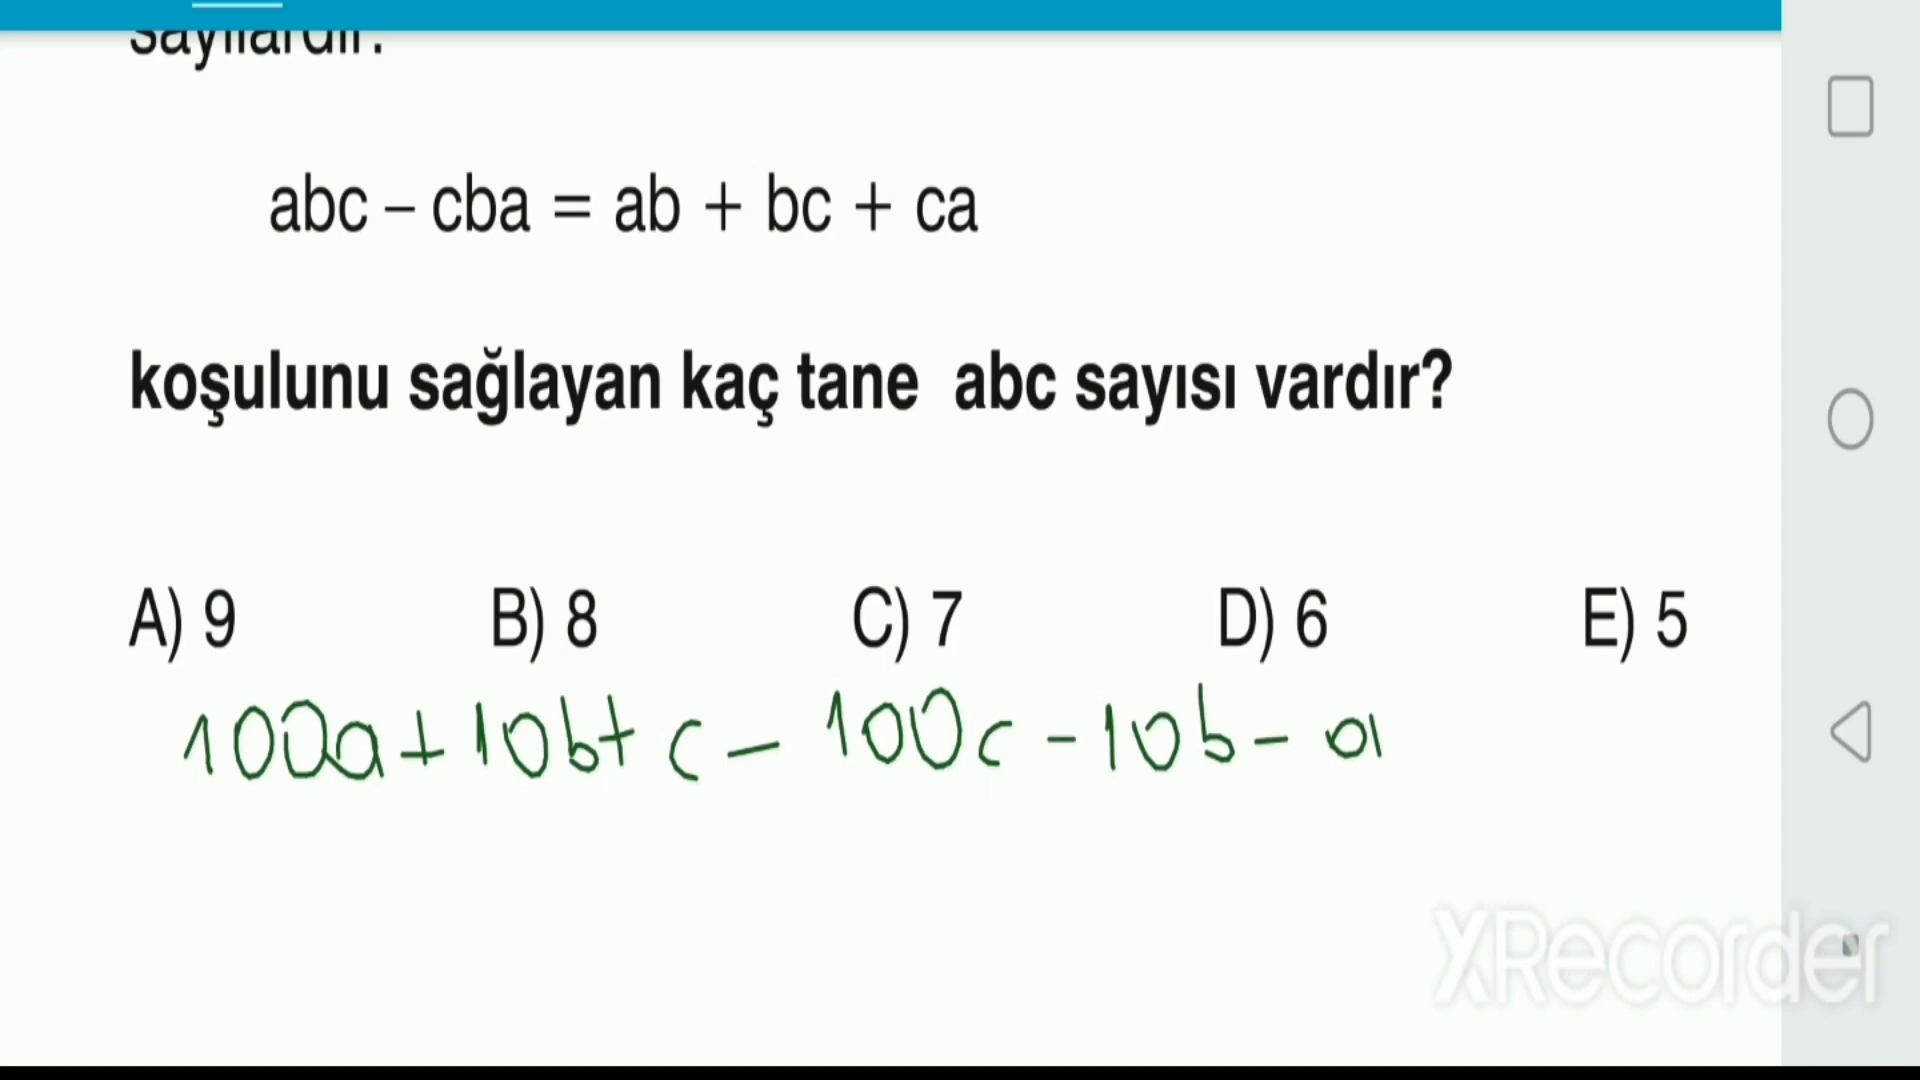 sayılardır.
abc – cba = ab + bc + ca
koşulunu sağlayan kaç tane abc sayısı vardır?
A) 9 B) 8 C) 7 D) 6 E) 5
100a + 10b + c – 100c – 10b – a
XRecorder